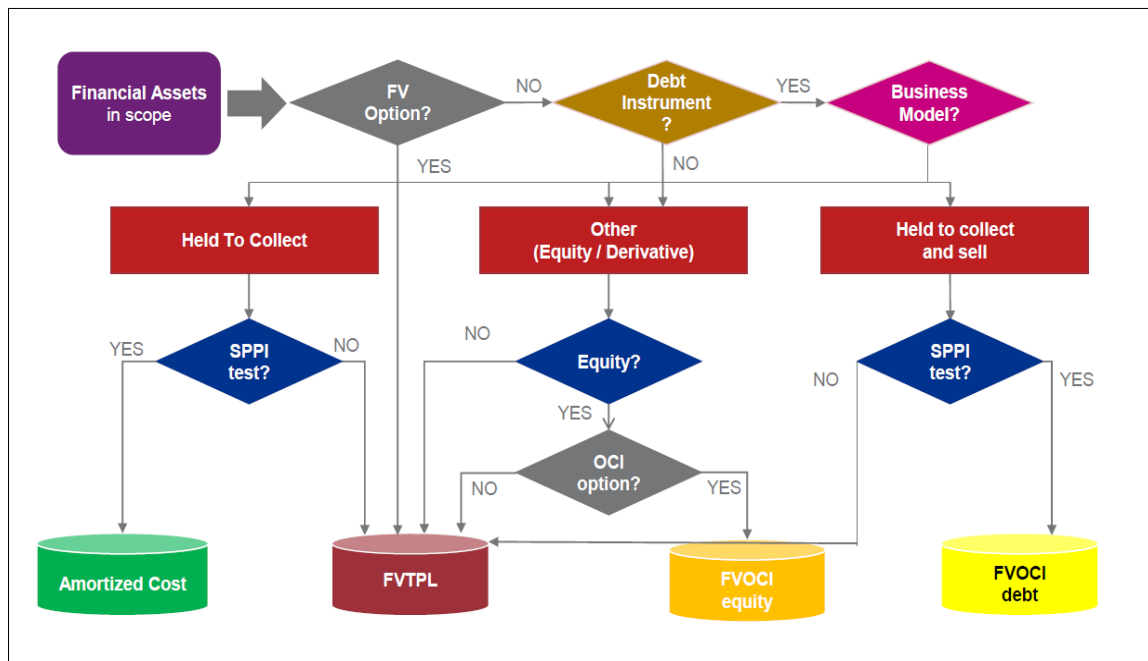 Financial Assets
in scope
FV
Option?
NO
Debt
Instrument
?
YES
Business
Model?
YES
NO
Held To Collect
Other
(Equity / Derivative)
Held to collect
and sell
YES
SPPI
test?
NO
NO
Equity?
YES
NO
SPPI
test?
YES
OCI
option?
NO
YES
Amortized Cost
FVTPL
FVOCI
equity
FVOCI
debt